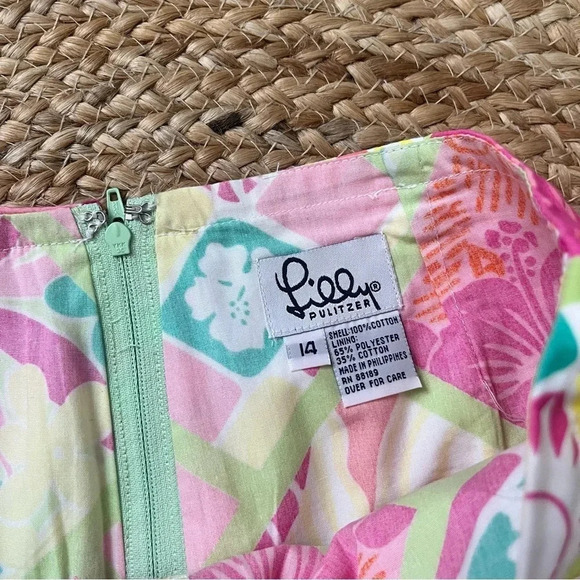 Lilly®
PULITZER
14
SHELL:100%COTTON
LINING:
65% POLYESTER
35% COTTON
MADE IN PHILIPPINES
RN 88189
OVER FOR CARE
YKK